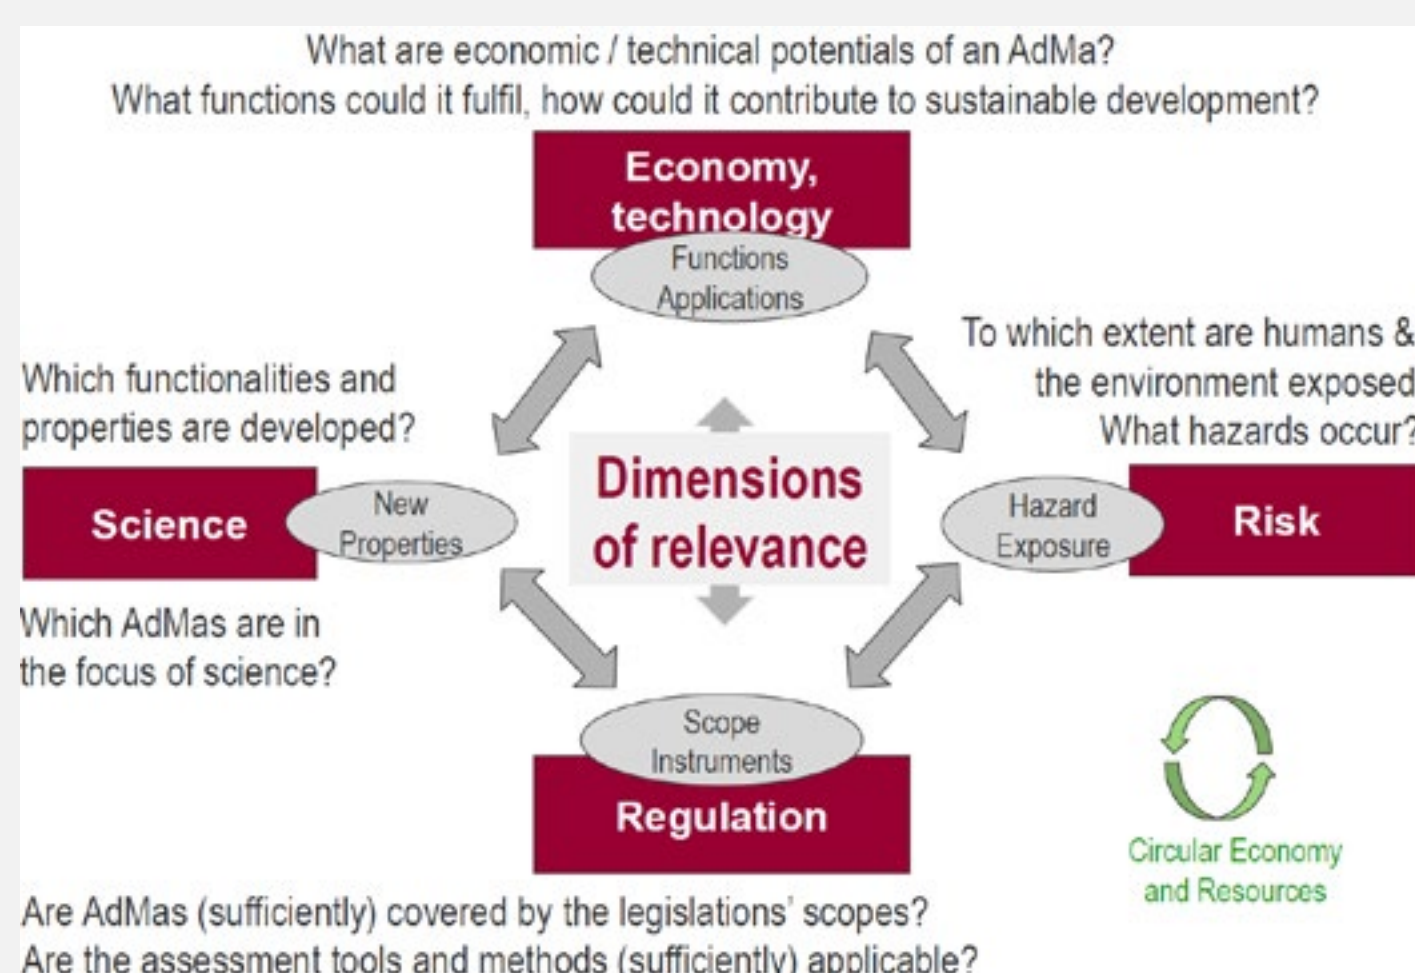 What are economic / technical potentials of an AdMa?
What functions could it fulfil, how could it contribute to sustainable development?
Economy,
technology
Functions
Applications
To which extent are humans &
the environment exposed
What hazards occur?
Which functionalities and
properties are developed?
Dimensions
of relevance
Science
New
Properties
Hazard
Exposure
Risk
Which AdMas are in
the focus of science?
Scope
Instruments
Regulation
Circular Economy
and Resources
Are AdMas (sufficiently) covered by the legislations' scopes?
Are the assessment tools and methods (sufficiently) applicable?